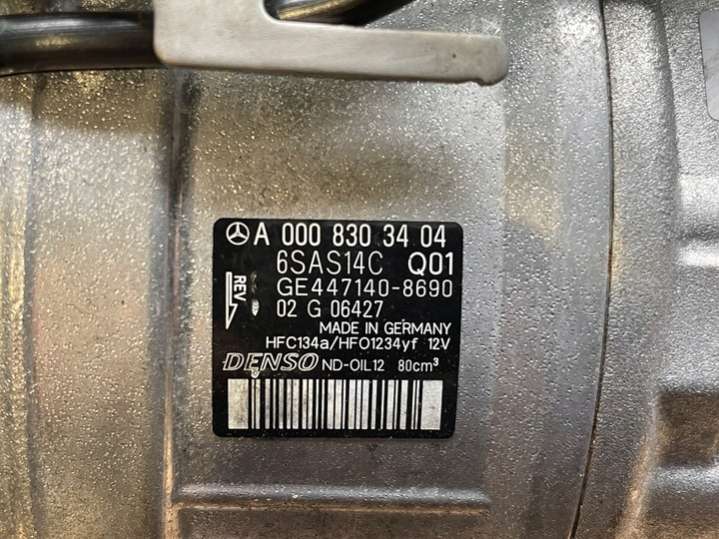 A 000 830 34 04
6SAS14C Q01
REV.
GE447140-8690
02 G 06427
MADE IN GERMANY
HFC134a/HFO1234yf 12V
DENSO ND-OIL12 80cm³